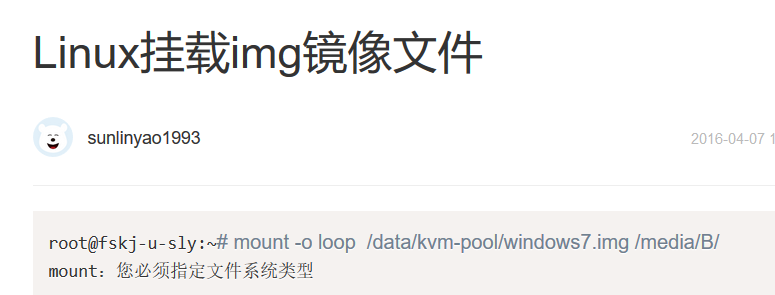 Linux挂载img镜像文件
sunlinyao1993
2016-04-07 1
root@fskj-u-sly:~# mount -o loop  /data/kvm-pool/windows7.img /media/B/
mount：您必须指定文件系统类型